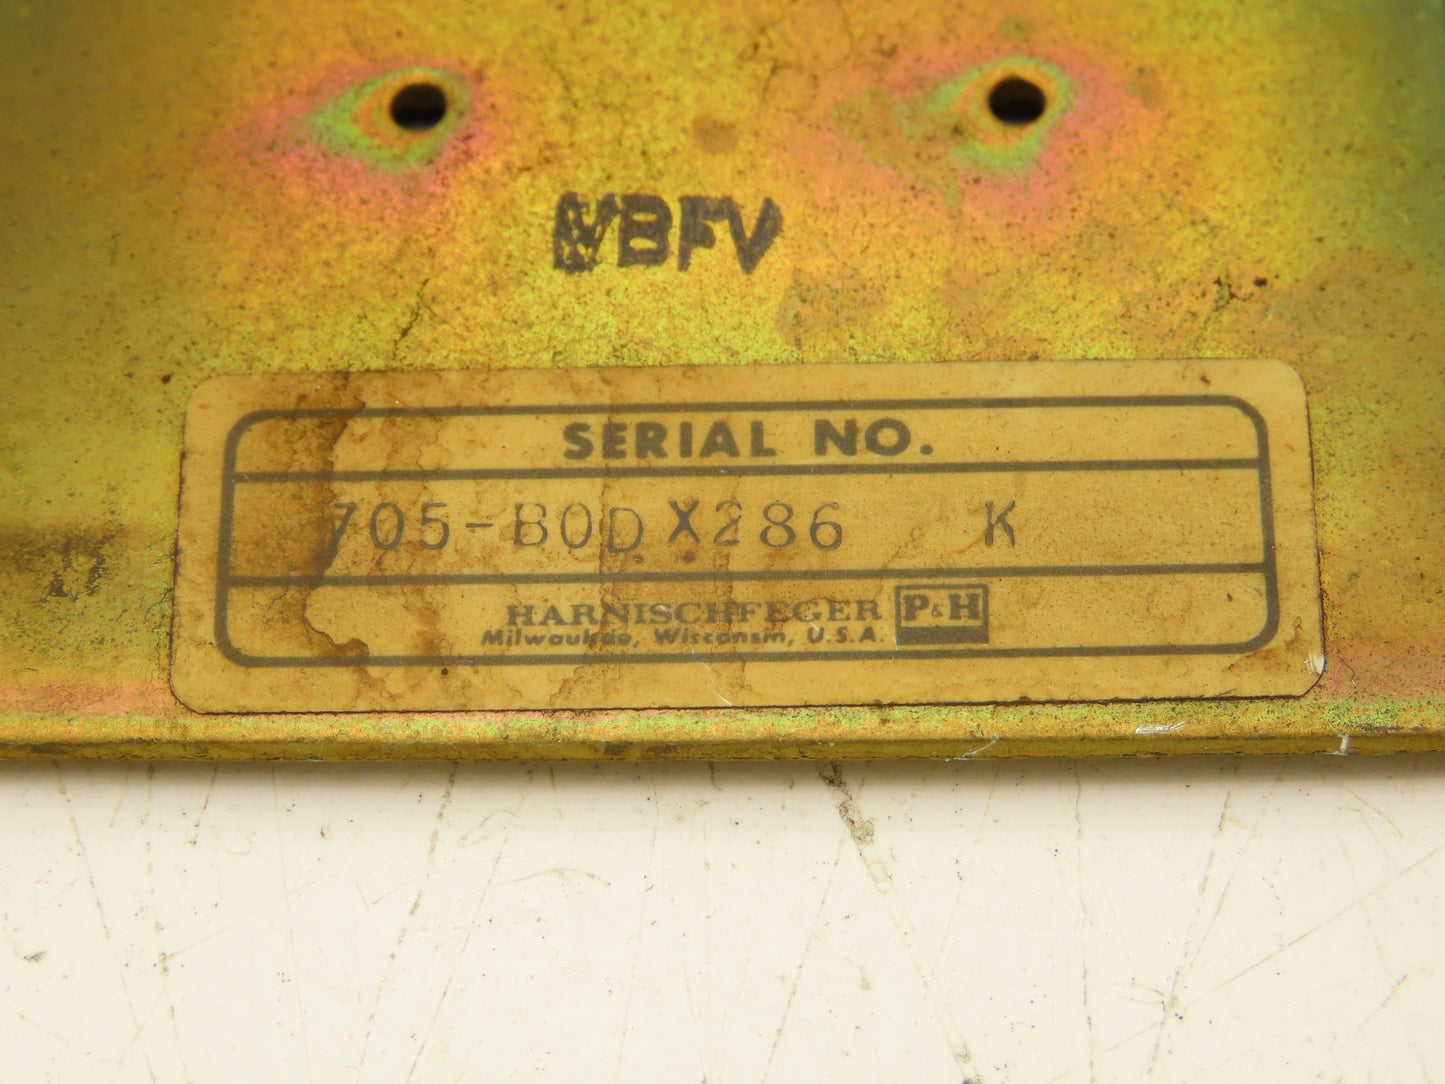 VBFV
SERIAL NO.
705-B0D X286 K
HARNISCHFEGER P&H
Milwaukee, Wisconsin, U.S.A.